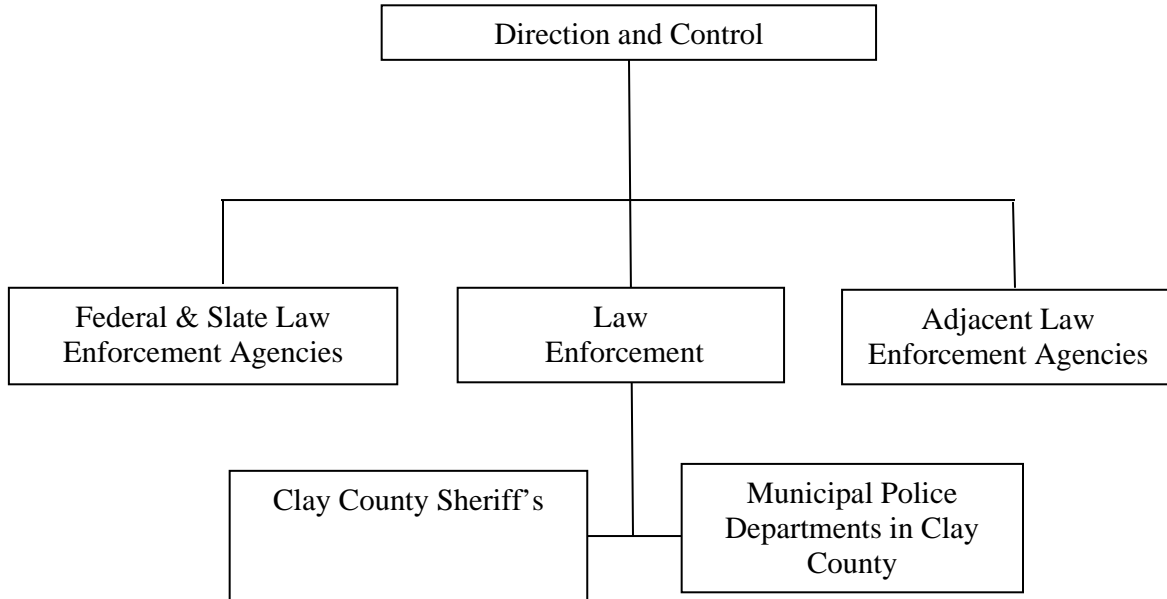 Direction and Control
Federal & Slate Law
Enforcement Agencies
Law
Enforcement
Adjacent Law
Enforcement Agencies
Clay County Sheriff’s
Municipal Police
Departments in Clay
County